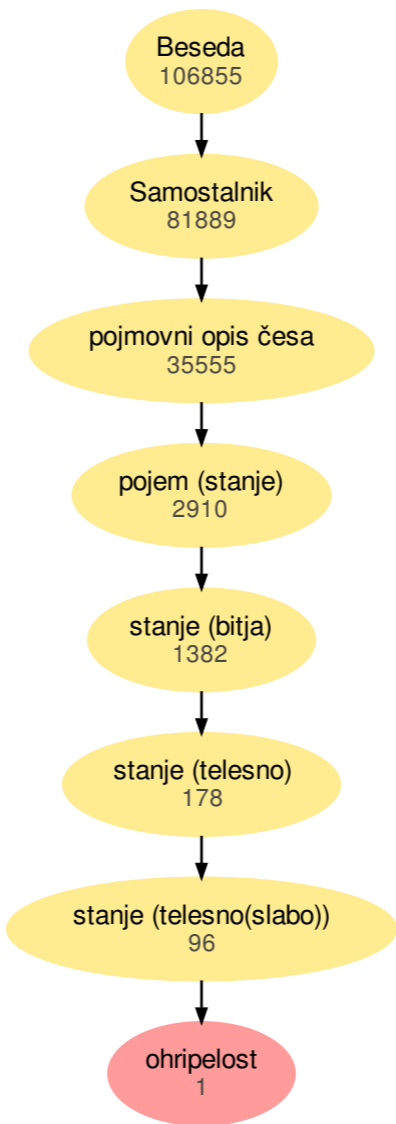 Beseda
106855
Samostalnik
81889
pojmovni opis česa
35555
pojem (stanje)
2910
stanje (bitja)
1382
stanje (telesno)
178
stanje (telesno(slabo))
96
ohripelost
1